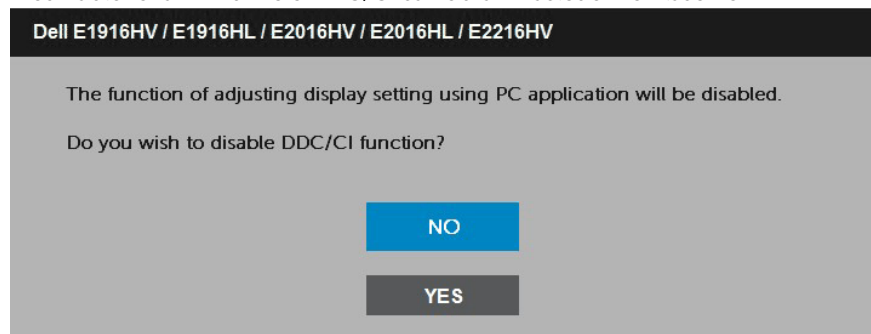 Dell E1916HV / E1916HL / E2016HV / E2016HL / E2216HV
The function of adjusting display setting using PC application will be disabled.
Do you wish to disable DDC/CI function?
NO
YES